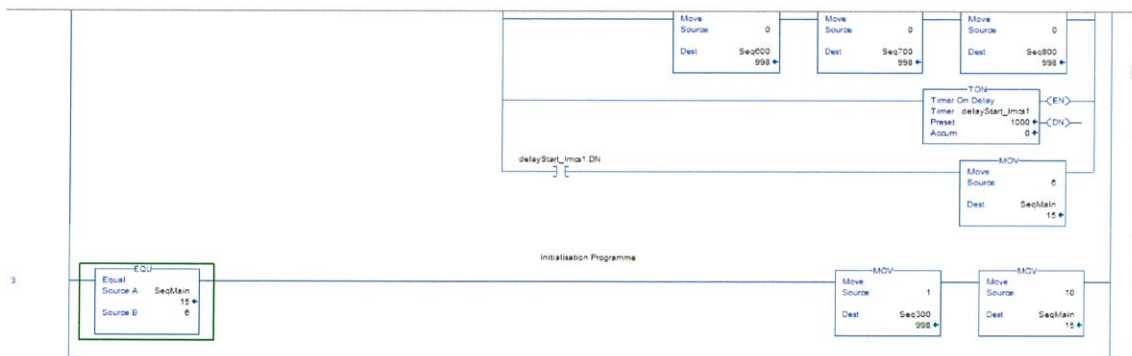 Move
Source 0
Dest Seq600
998
Move
Source 0
Dest Seq700
998
Move
Source 0
Dest Seq800
998
TON
Timer On Delay
Timer delayStart_lmcs1
Preset 1000
Accum 0
EN
DN
delayStart_lmcs1.DN
MOV
Move
Source 6
Dest SeqMain
15
3
Initialisation Programme
EQU
Equal
Source A SeqMain
15
Source B 6
MOV
Move
Source 1
Dest Seq300
998
MOV
Move
Source 10
Dest SeqMain
15